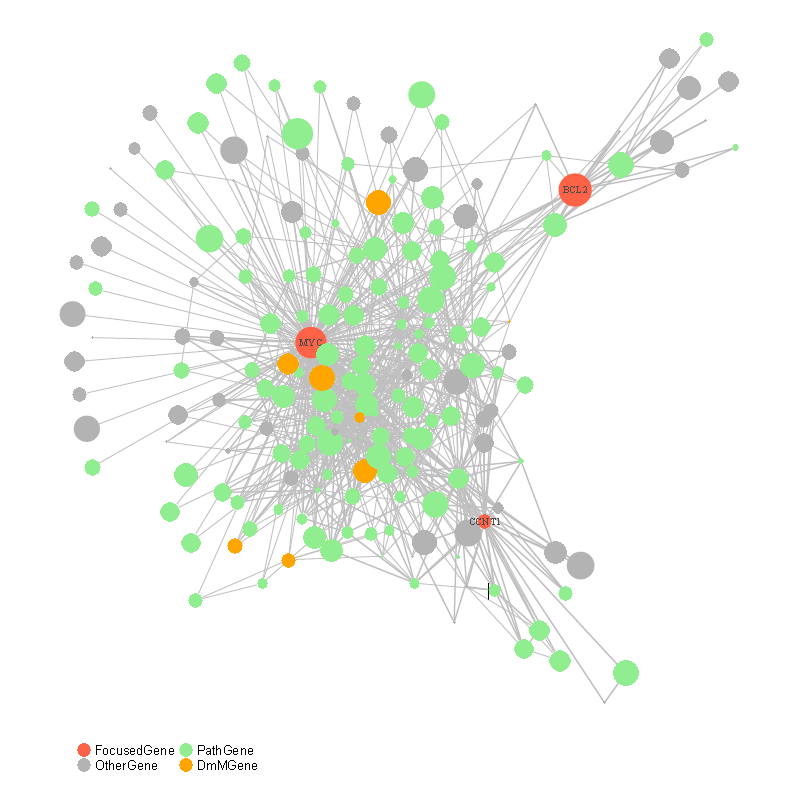 BCL2
MYC
CCNT1
FocusedGene PathGene
OtherGene DmMGene